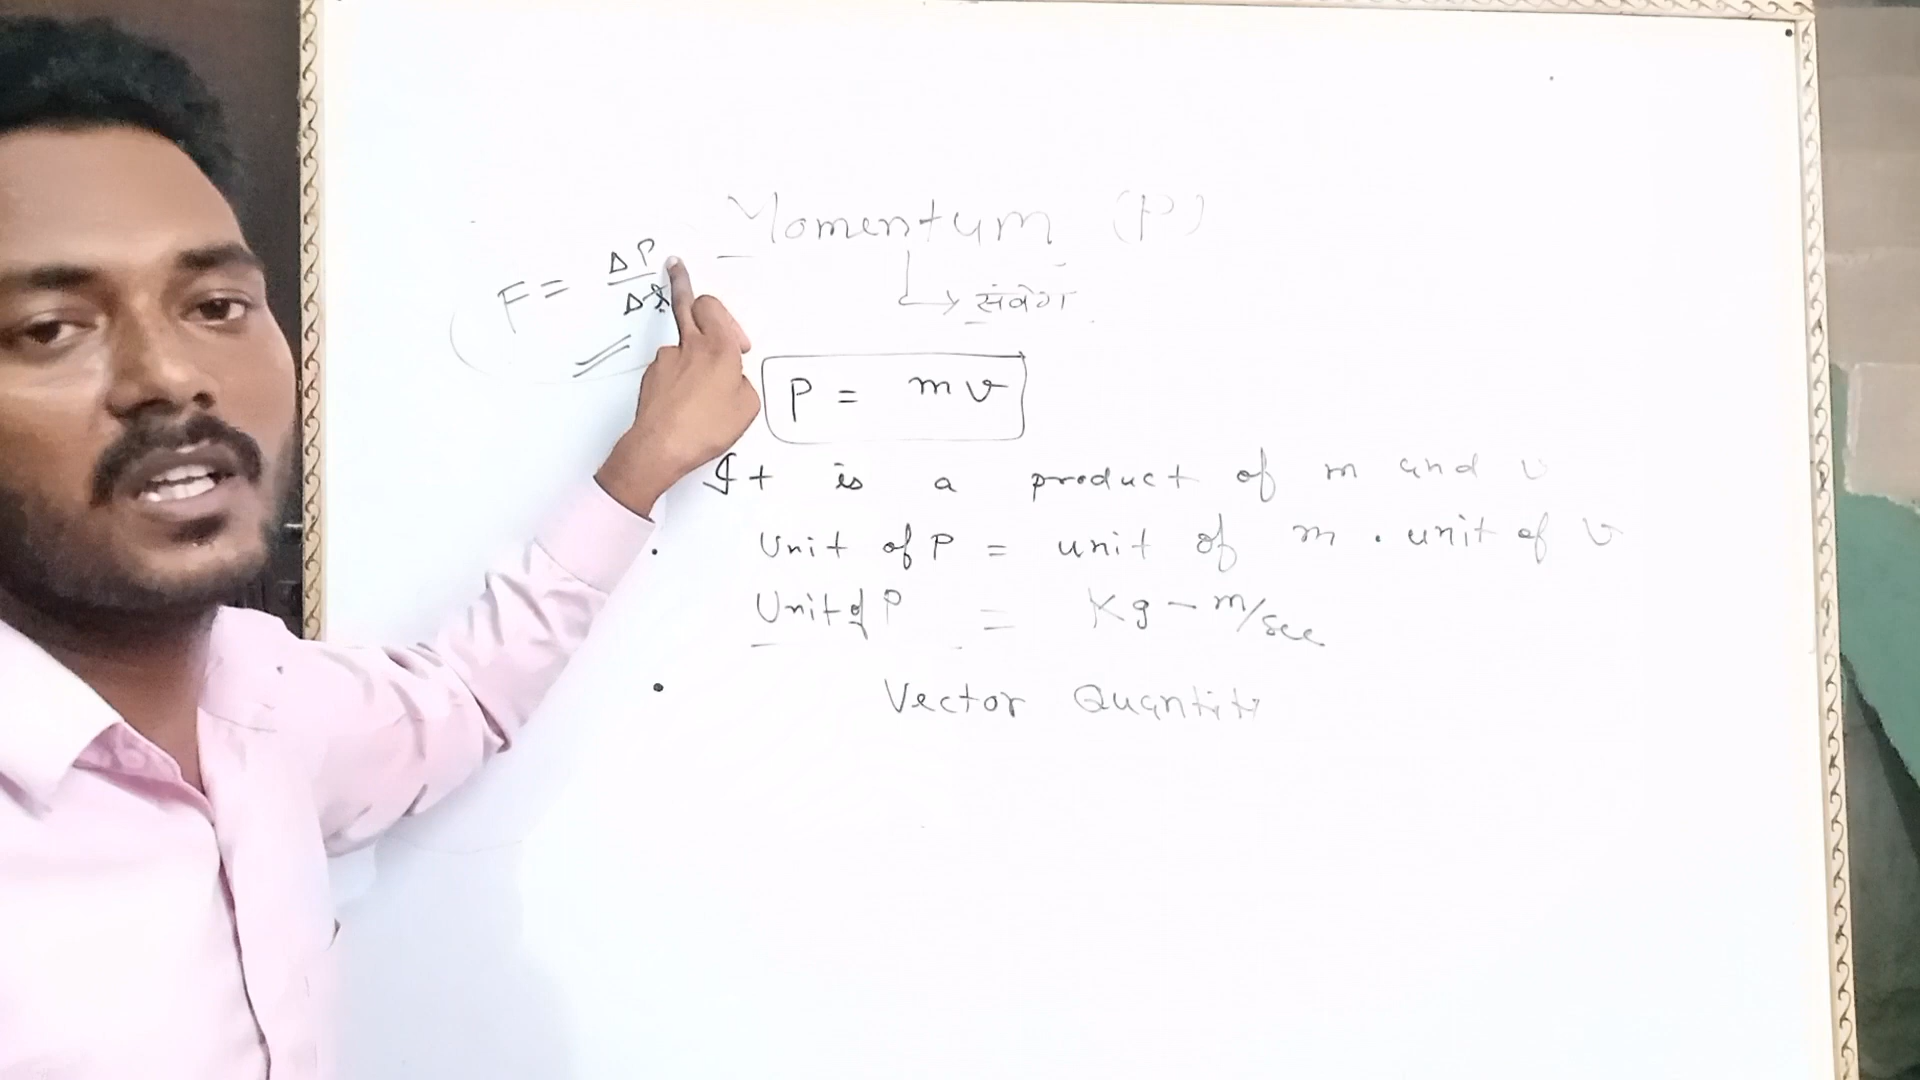 Momentum (P)
F = ΔP / Δt
संवेग
P = mv
It is a product of m and v
Unit of P = unit of m . unit of v
Unit of P = Kg - m/sec
Vector Quantity